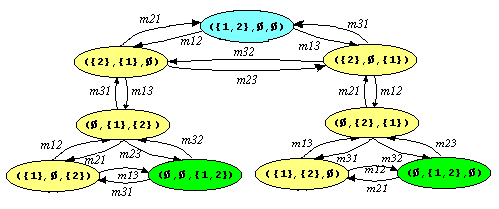 m21 ({1,2},Ø,Ø) m31
m12 m32 m13
({2},{1},Ø) ({2},Ø,{1})
m23
m31 m13 m21 m12
(Ø,{1},{2}) (Ø,{2},{1})
m12 m21 m23 m32 m13 m31 m32 m23
({1},Ø,{2}) m13 (Ø,Ø,{1,2}) ({1},{2},Ø) m12 (Ø,{1,2},Ø)
m31 m21